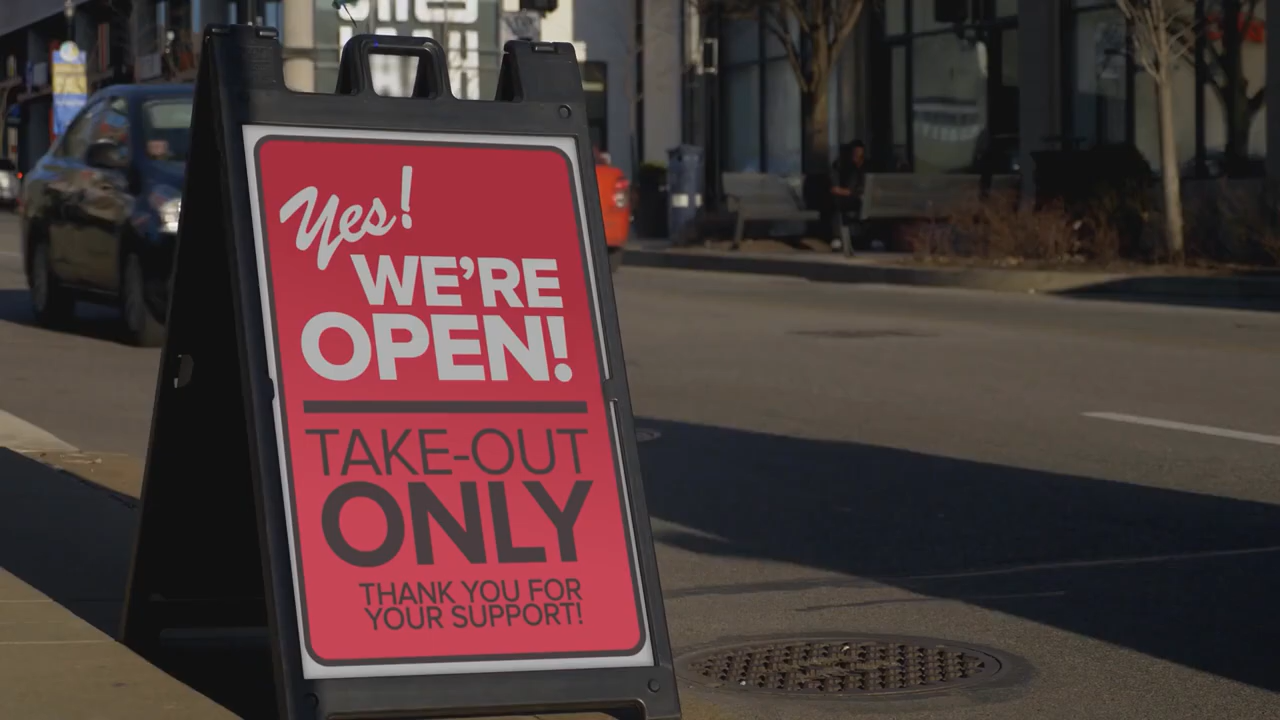 Yes!
WE'RE
OPEN!
TAKE-OUT
ONLY
THANK YOU FOR
YOUR SUPPORT!